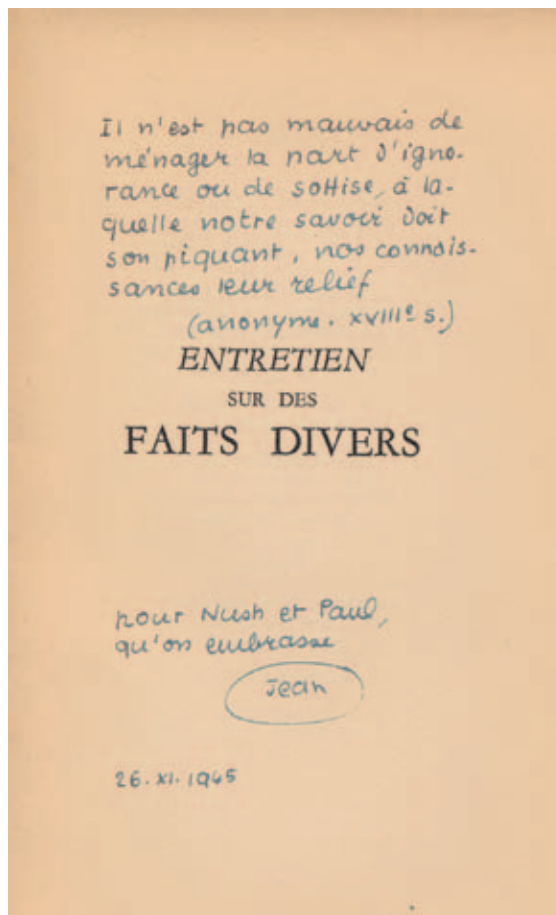 Il n'est pas mauvais de
ménager la part d'igno-
rance ou de sottise, à la-
quelle notre savoir doit
son piquant, nos connais-
sances leur relief
(anonyme. XVIIIe s.)
ENTRETIEN
SUR DES
FAITS DIVERS
pour Nush et Paul,
qu'on embrasse
Jean
26.XI.1945